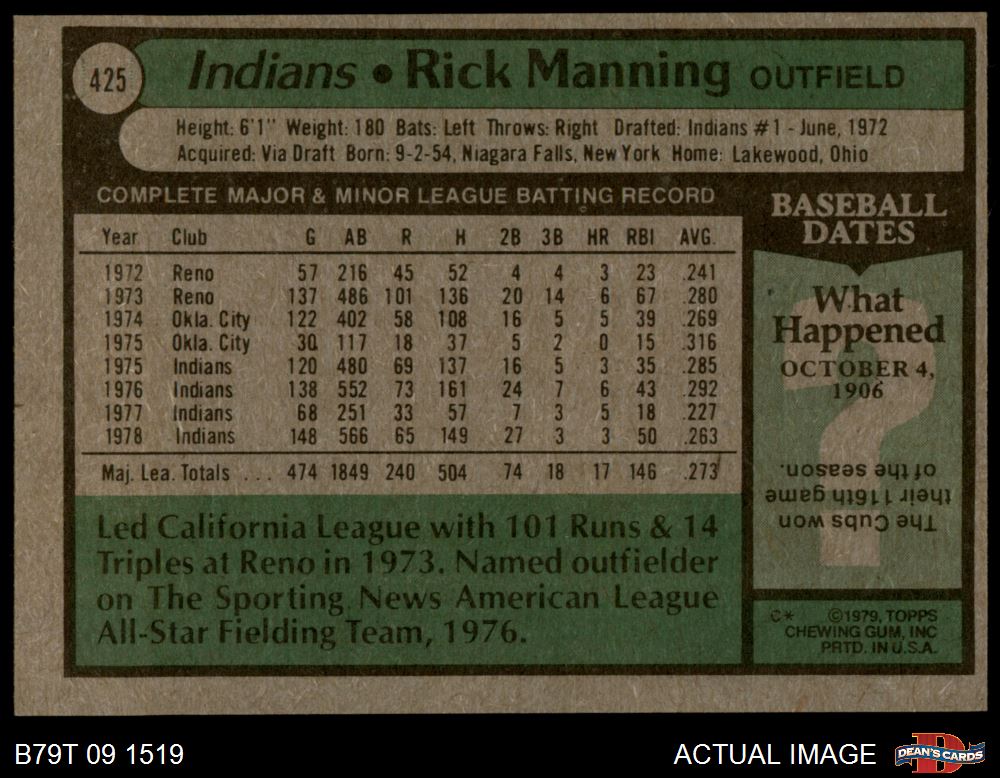 425
Indians • Rick Manning OUTFIELD
Height: 6'1" Weight: 180 Bats: Left Throws: Right Drafted: Indians #1 - June, 1972
Acquired: Via Draft Born: 9-2-54, Niagara Falls, New York Home: Lakewood, Ohio
COMPLETE MAJOR & MINOR LEAGUE BATTING RECORD
Year Club G AB R H 2B 3B HR RBI AVG.
1972 Reno 57 216 45 52 4 4 3 23 .241
1973 Reno 137 486 101 136 20 14 6 67 .280
1974 Okla. City 122 402 58 108 16 5 5 39 .269
1975 Okla. City 30 117 18 37 5 2 0 15 .316
1975 Indians 120 480 69 137 16 5 3 35 .285
1976 Indians 138 552 73 161 24 7 6 43 .292
1977 Indians 68 251 33 57 7 3 5 18 .227
1978 Indians 148 566 65 149 27 3 3 50 .263
Maj. Lea. Totals ... 474 1849 240 504 74 18 17 146 .273
Led California League with 101 Runs & 14
Triples at Reno in 1973. Named outfielder
on The Sporting News American League
All-Star Fielding Team, 1976.
BASEBALL
DATES
What
Happened
OCTOBER 4,
1906
?
The Cubs won
their 116th game
of the season.
C* ©1979, TOPPS
CHEWING GUM, INC
PRTD. IN U.S.A.
B79T 09 1519
ACTUAL IMAGE
DEAN'S CARDS